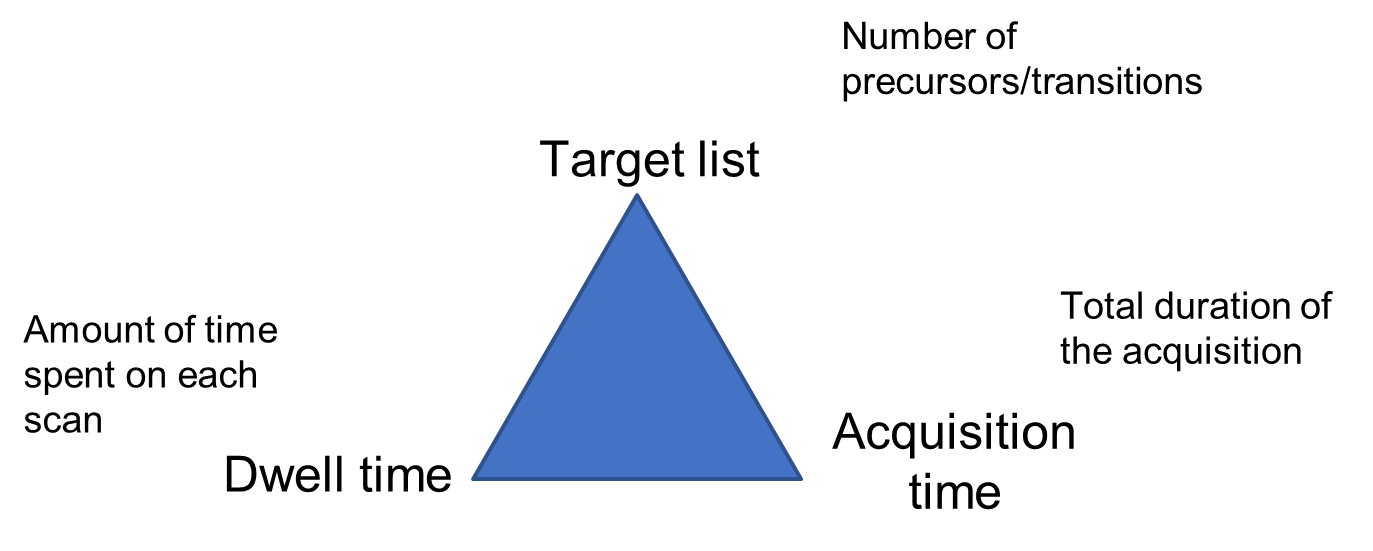 Number of
precursors/transitions
Target list
Total duration of
the acquisition
Amount of time
spent on each
scan
Acquisition
time
Dwell time